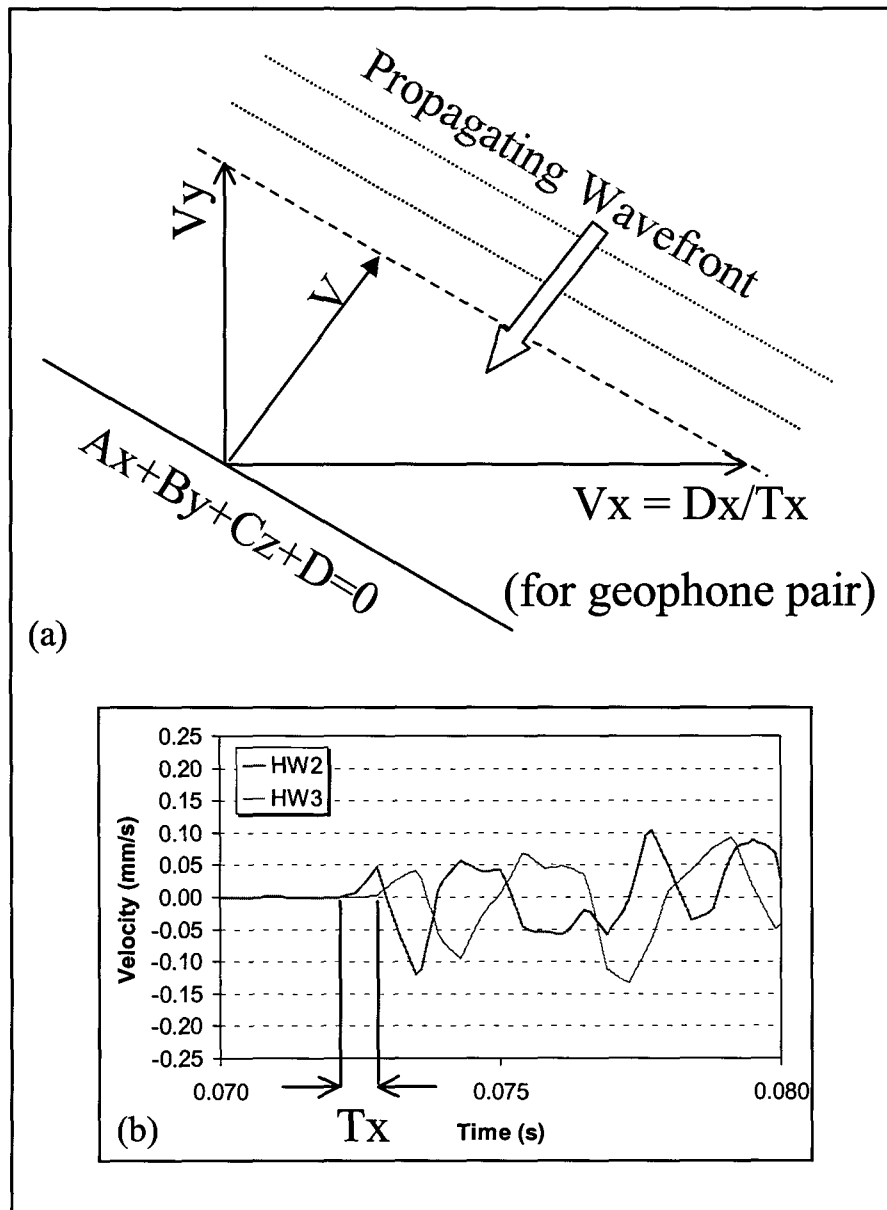 Propagating Wavefront
Vy
V
Vx = Dx/Tx
Ax+By+Cz+D=0
(for geophone pair)
(a)
0.25
0.20
0.15
0.10
0.05
0.00
-0.05
-0.10
-0.15
-0.20
-0.25
Velocity (mm/s)
HW2
HW3
0.070
0.075
0.080
Tx
Time (s)
(b)